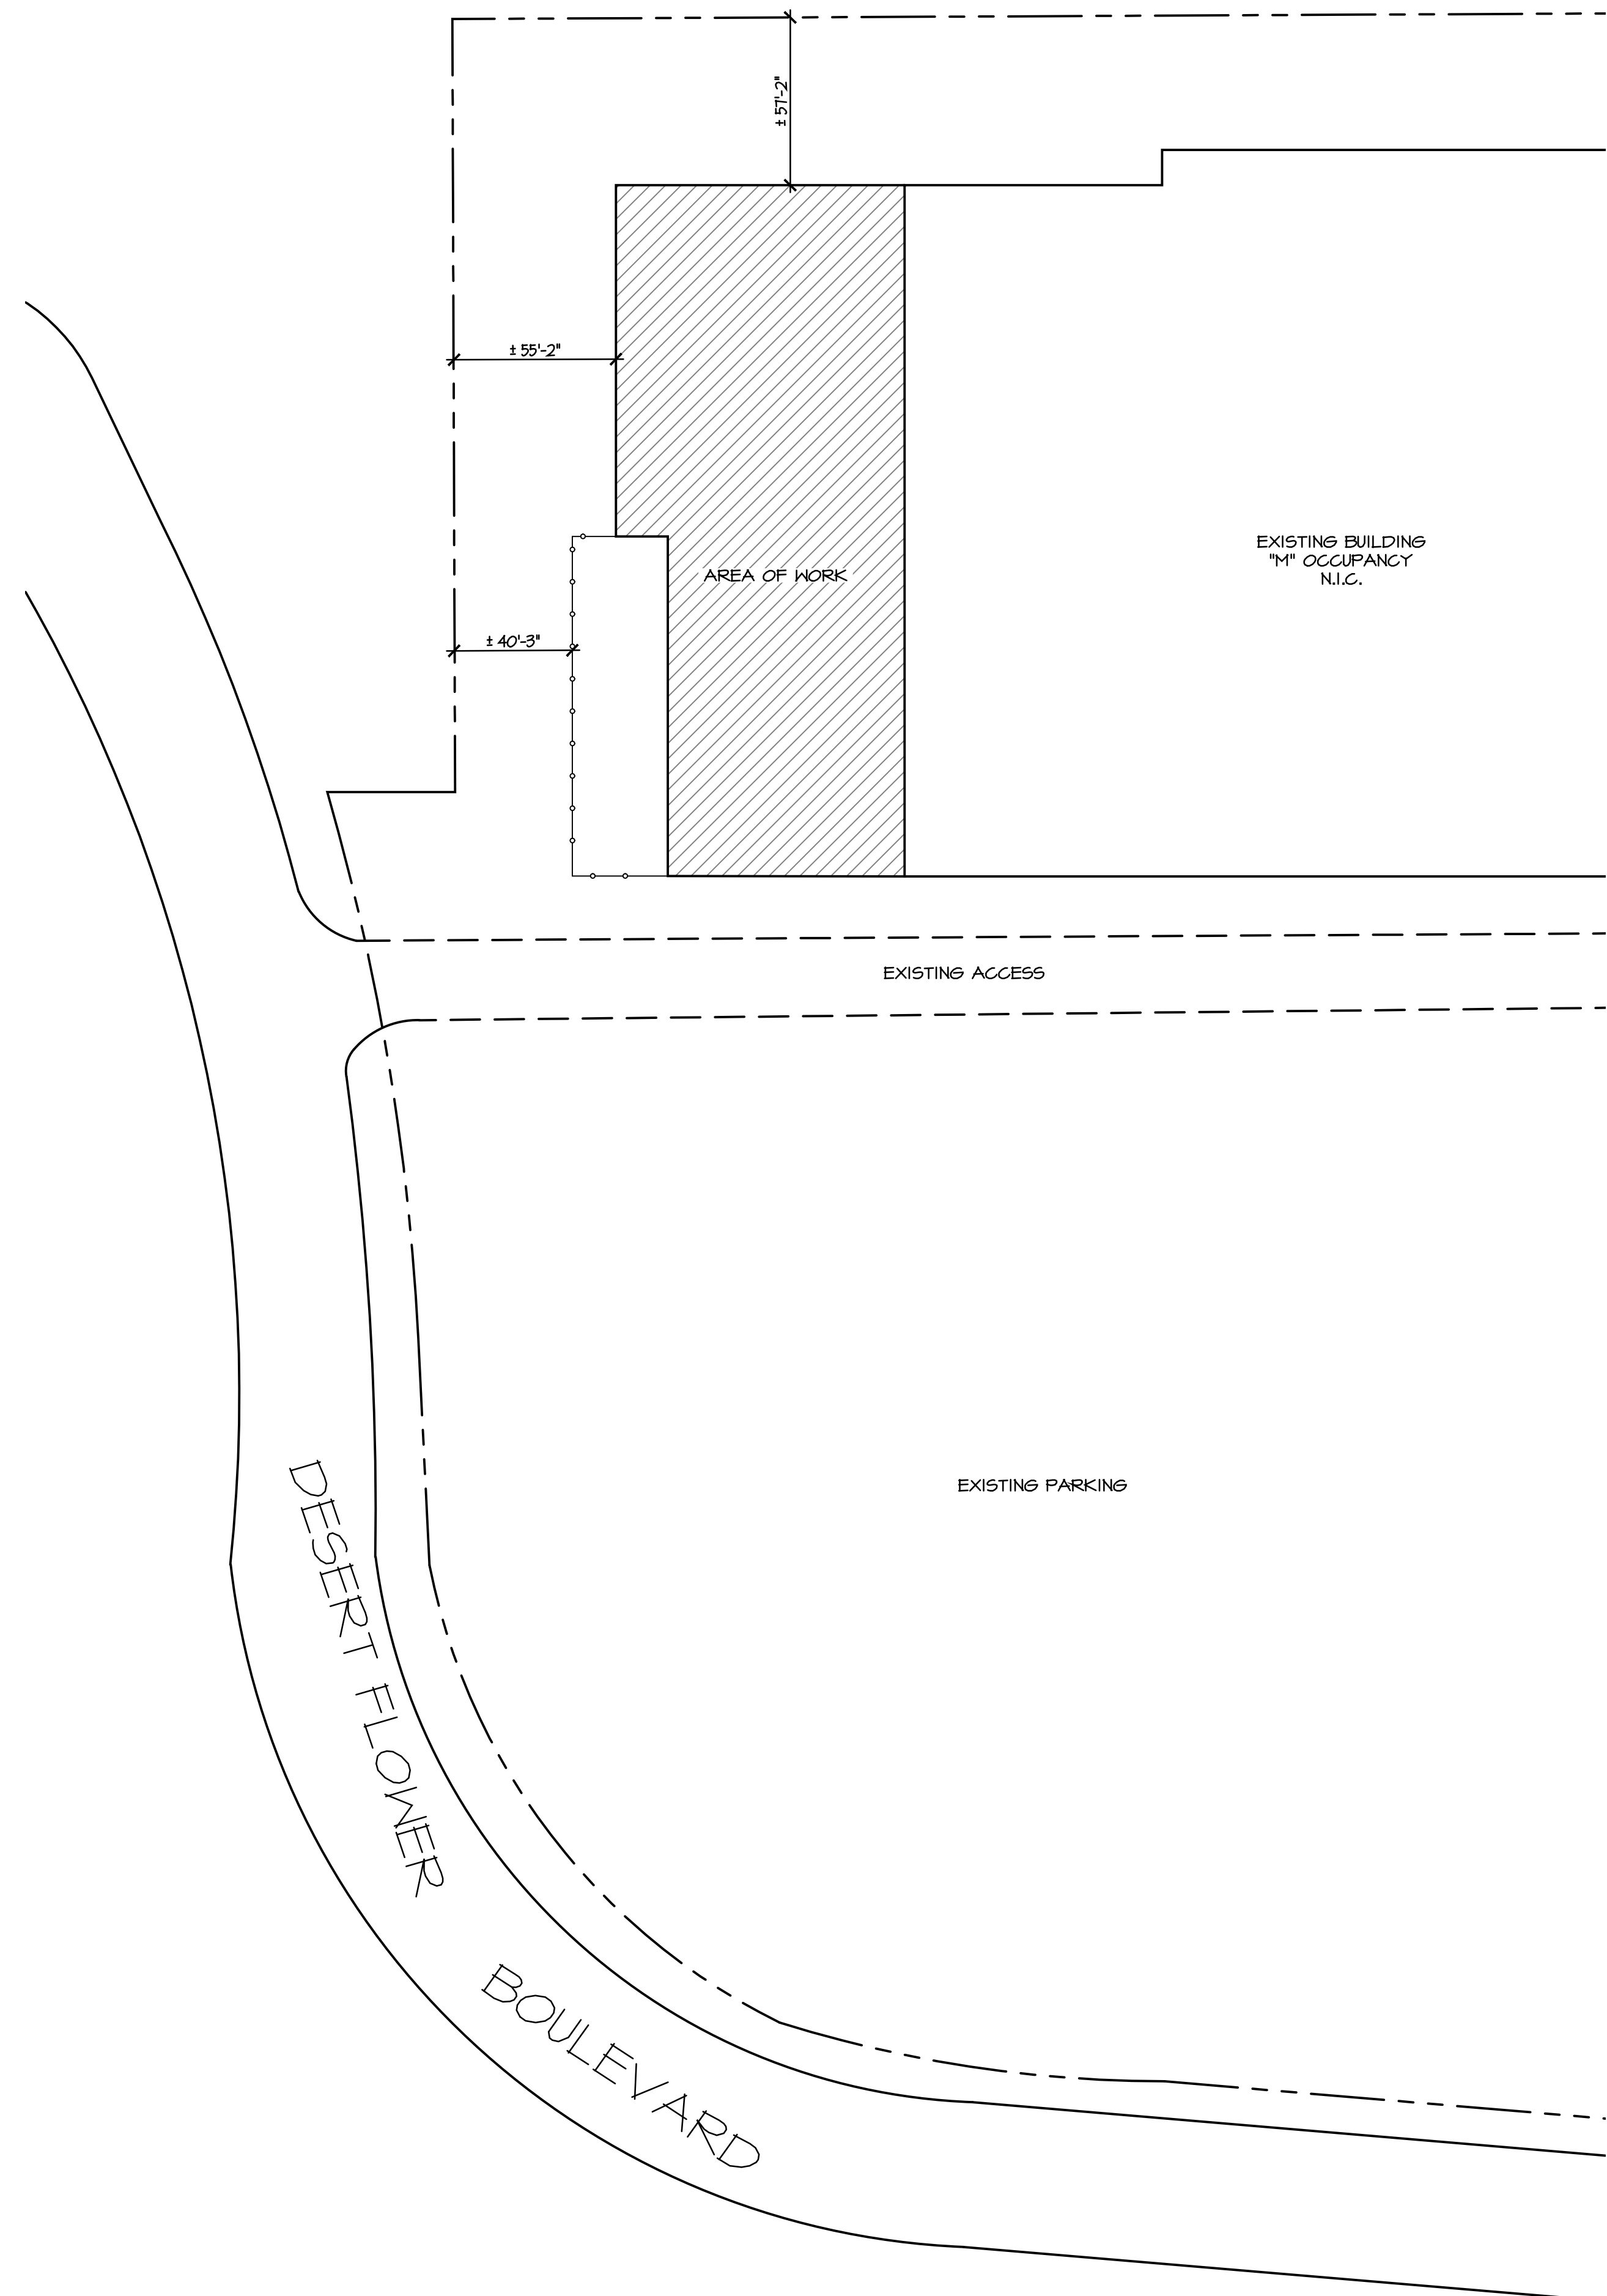 ± 57'-2"
± 55'-2"
EXISTING BUILDING
"M" OCCUPANCY
N.I.C.
AREA OF WORK
± 40'-3"
EXISTING ACCESS
EXISTING PARKING
DESERT FLOWER
BOULEVARD